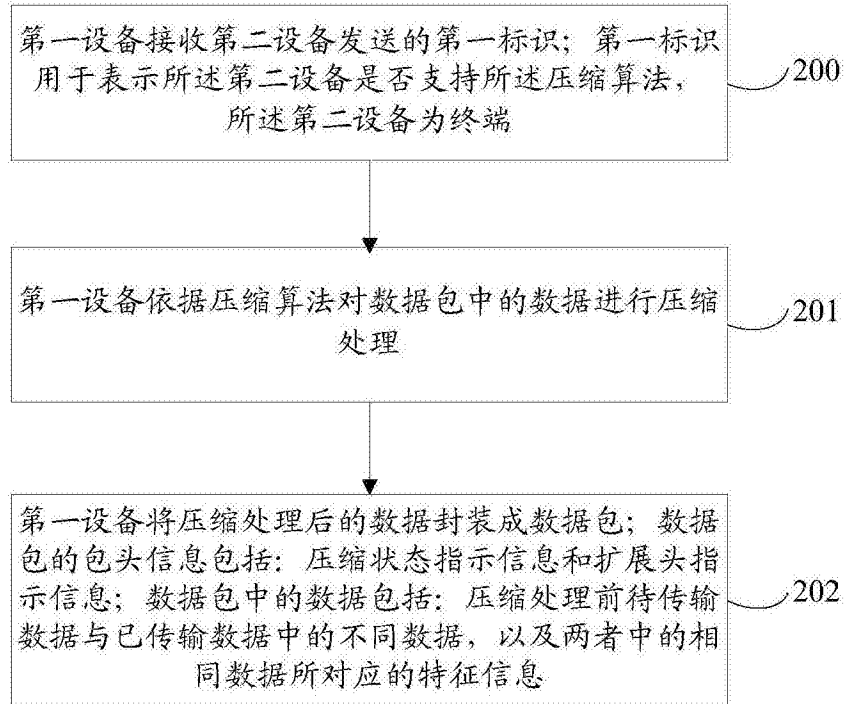 第一设备接收第二设备发送的第一标识；第一标识
用于表示所述第二设备是否支持所述压缩算法，
所述第二设备为终端
200
第一设备依据压缩算法对数据包中的数据进行压缩
处理
201
第一设备将压缩处理后的数据封装成数据包；数据
包的包头信息包括：压缩状态指示信息和扩展头指
示信息；数据包中的数据包括：压缩处理前待传输
数据与已传输数据中的不同数据，以及两者中的相
同数据所对应的特征信息
202